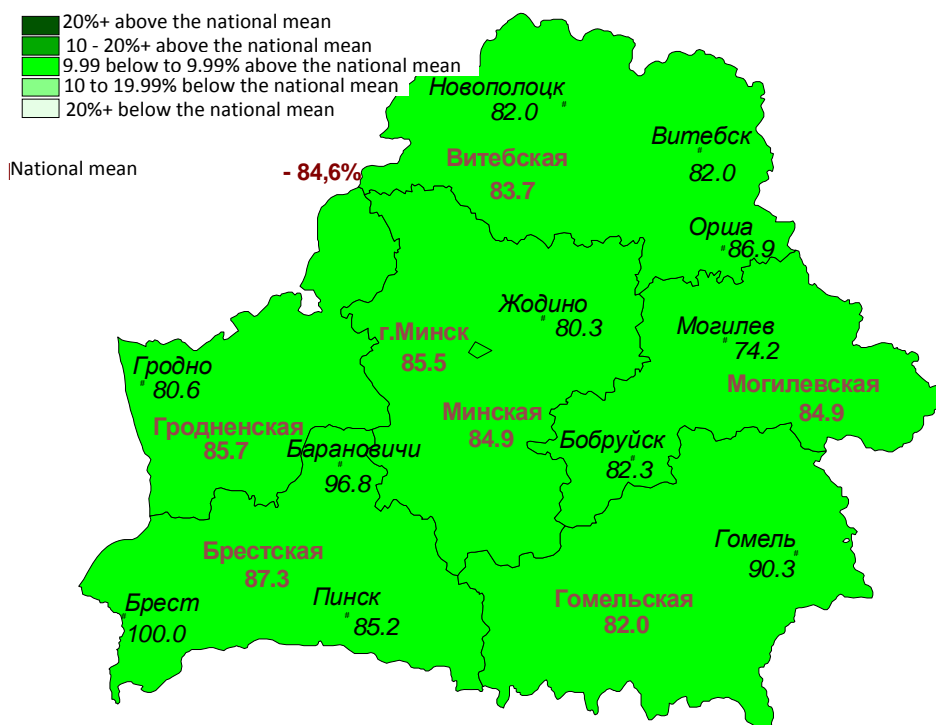 20%+ above the national mean
10 - 20%+ above the national mean
9.99 below to 9.99% above the national mean
10 to 19.99% below the national mean
20%+ below the national mean
National mean - 84,6%
Новополоцк
82.0
Витебск
82.0
Витебская
83.7
Орша
86.9
Жодино
80.3
г.Минск
85.5
Могилев
74.2
Могилевская
84.9
Гродно
80.6
Гродненская
85.7
Минская
84.9
Барановичи
96.8
Бобруйск
82.3
Брестская
87.3
Гомель
90.3
Брест
100.0
Пинск
85.2
Гомельская
82.0